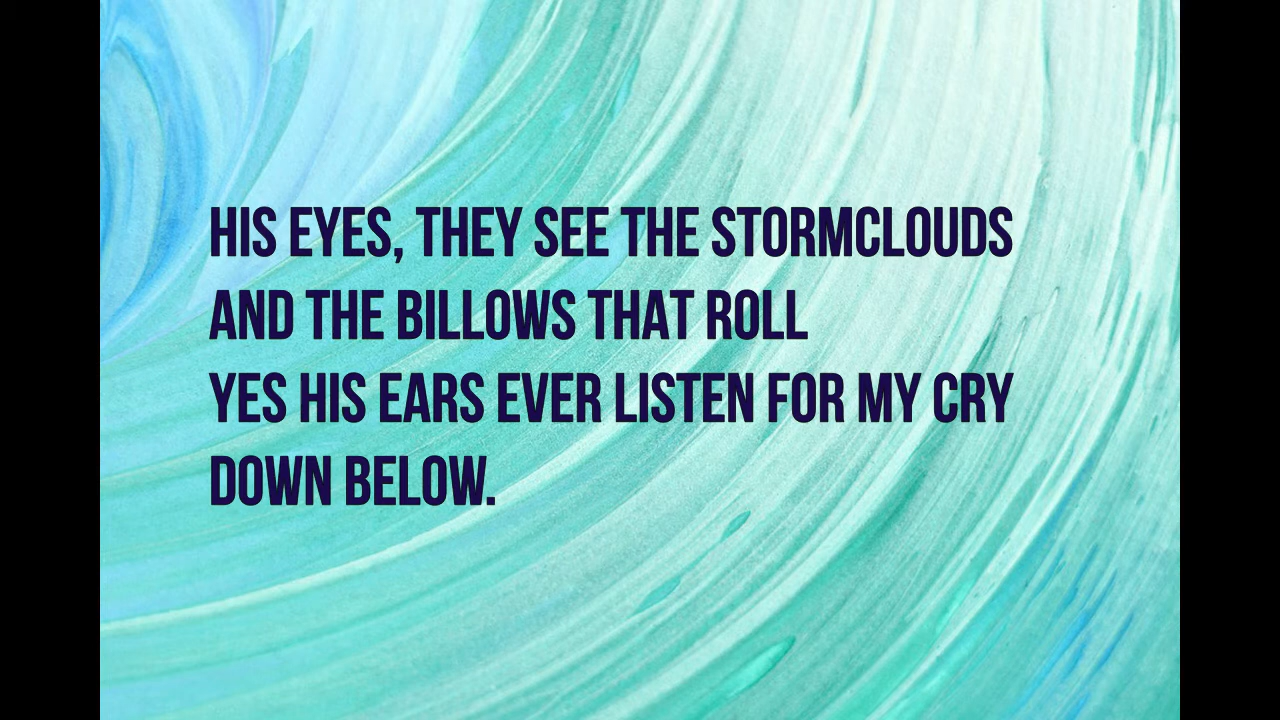 HIS EYES, THEY SEE THE STORMCLOUDS
AND THE BILLOWS THAT ROLL
YES HIS EARS EVER LISTEN FOR MY CRY
DOWN BELOW.